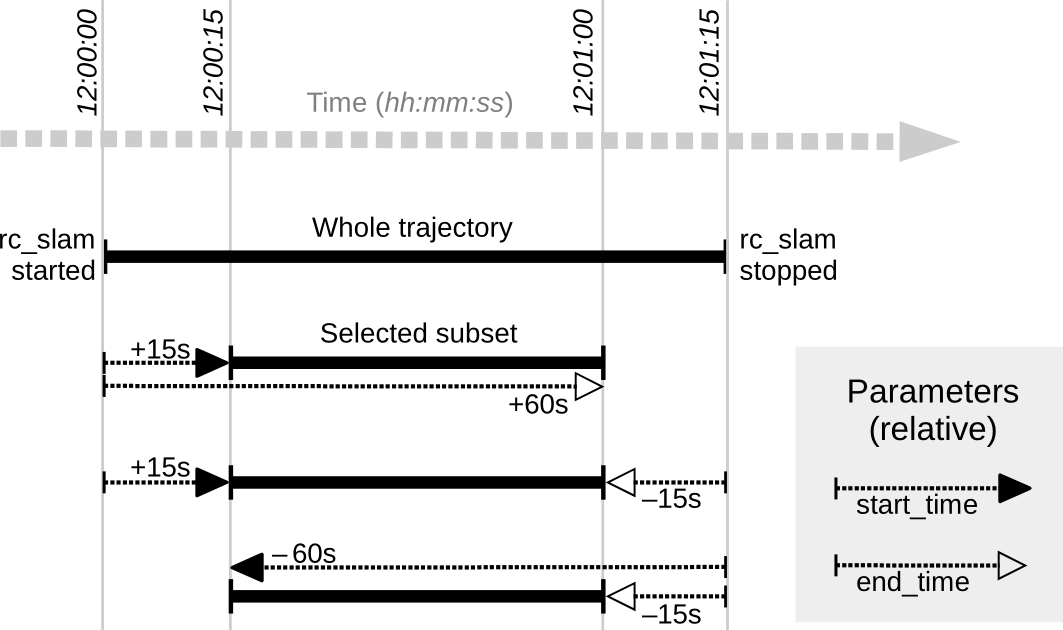 12:00:00
12:00:15
12:01:00
12:01:15
Time (hh:mm:ss)
Whole trajectory
rc_slam
started
rc_slam
stopped
Selected subset
+15s
+60s
+15s
–15s
–60s
–15s
Parameters
(relative)
start_time
end_time